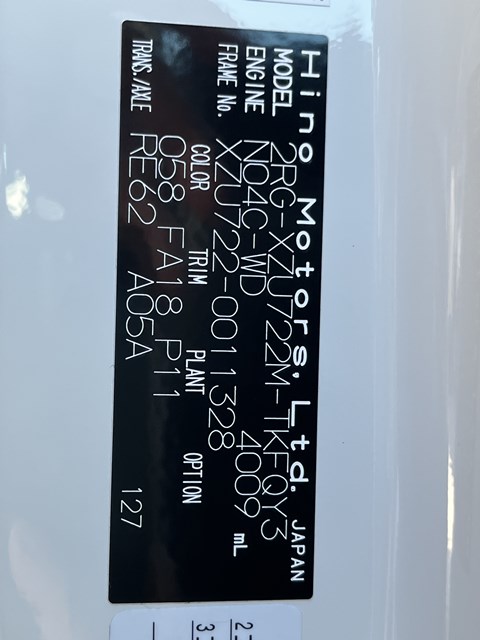 Hino Motors, Ltd. JAPAN
MODEL 2RG-XZU722M-TKFQY3
ENGINE N04C-WD 4009 mL
FRAME No. XZU722-0011328
COLOR TRIM PLANT OPTION
058 FA18 P11
TRANS./AXLE RE62 A05A 127